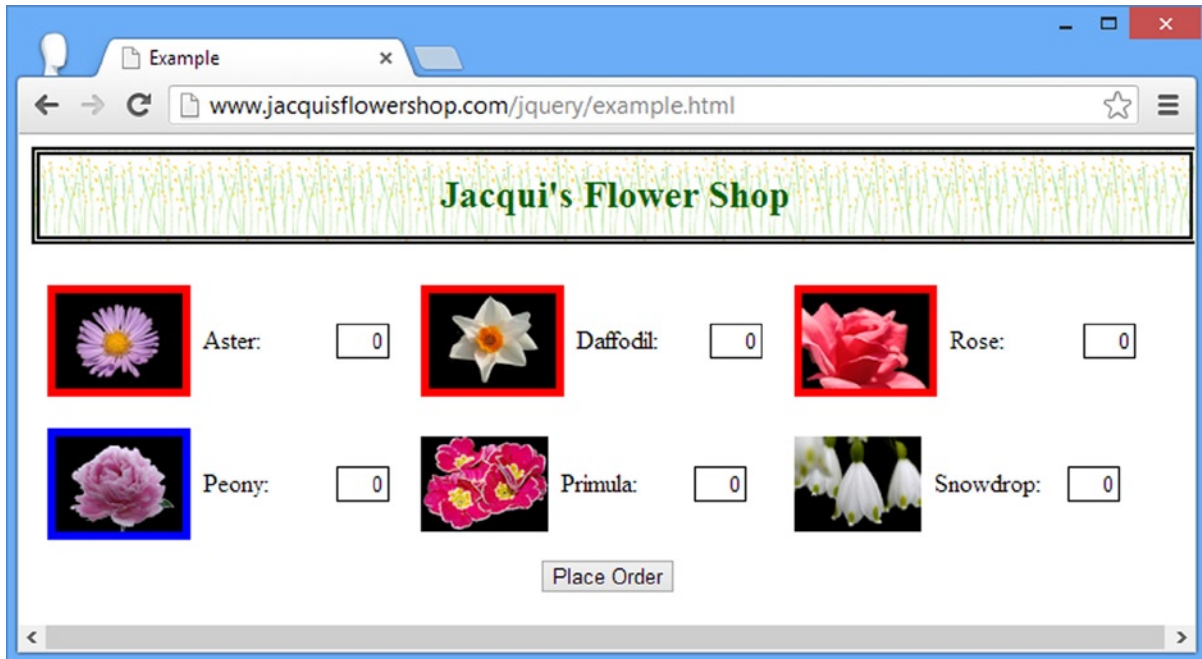 Example
www.jacquisflowershop.com/jquery/example.html
Jacqui's Flower Shop
Aster: 0 Daffodil: 0 Rose: 0
Peony: 0 Primula: 0 Snowdrop: 0
Place Order